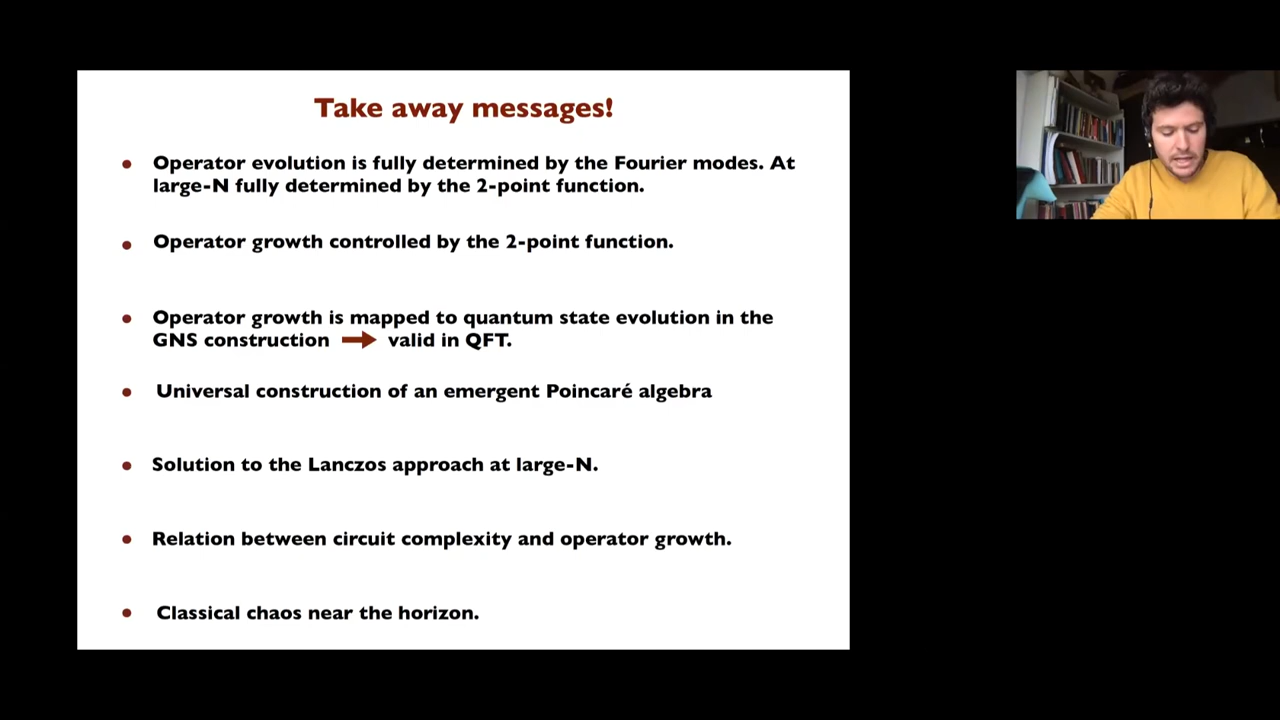 Take away messages!
• Operator evolution is fully determined by the Fourier modes. At
large-N fully determined by the 2-point function.
• Operator growth controlled by the 2-point function.
• Operator growth is mapped to quantum state evolution in the
GNS construction → valid in QFT.
• Universal construction of an emergent Poincaré algebra
• Solution to the Lanczos approach at large-N.
• Relation between circuit complexity and operator growth.
• Classical chaos near the horizon.